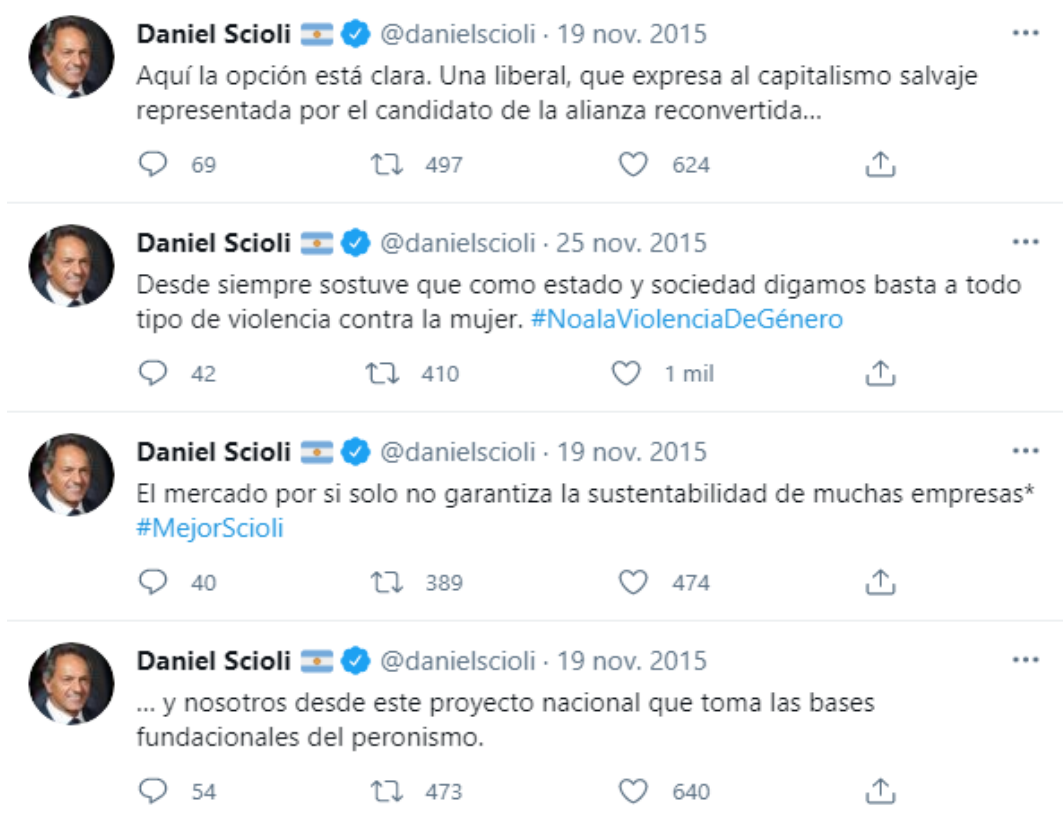 Daniel Scioli 🇦🇷 @danielscioli · 19 nov. 2015
Aquí la opción está clara. Una liberal, que expresa al capitalismo salvaje
representada por el candidato de la alianza reconvertida...
69 497 624
Daniel Scioli 🇦🇷 @danielscioli · 25 nov. 2015
Desde siempre sostuve que como estado y sociedad digamos basta a todo
tipo de violencia contra la mujer. #NoalaViolenciaDeGénero
42 410 1 mil
Daniel Scioli 🇦🇷 @danielscioli · 19 nov. 2015
El mercado por si solo no garantiza la sustentabilidad de muchas empresas*
#MejorScioli
40 389 474
Daniel Scioli 🇦🇷 @danielscioli · 19 nov. 2015
... y nosotros desde este proyecto nacional que toma las bases
fundacionales del peronismo.
54 473 640